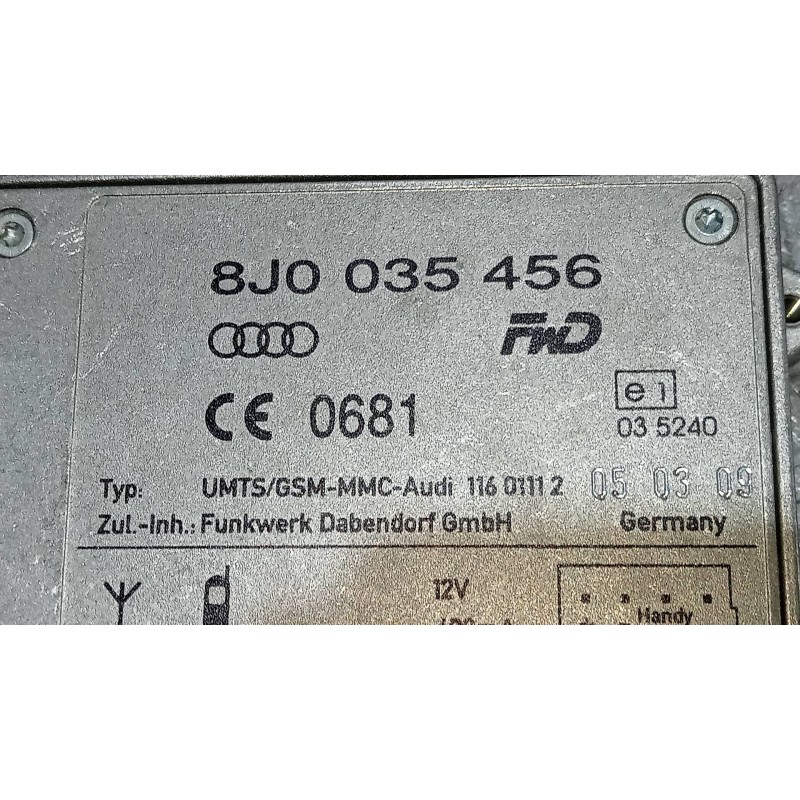 8J0 035 456
FWD
CE 0681
e 1
03 5240
Typ: UMTS/GSM-MMC-Audi 116 0111 2 05 03 09
Zul.-Inh.: Funkwerk Dabendorf GmbH Germany
12V
Handy